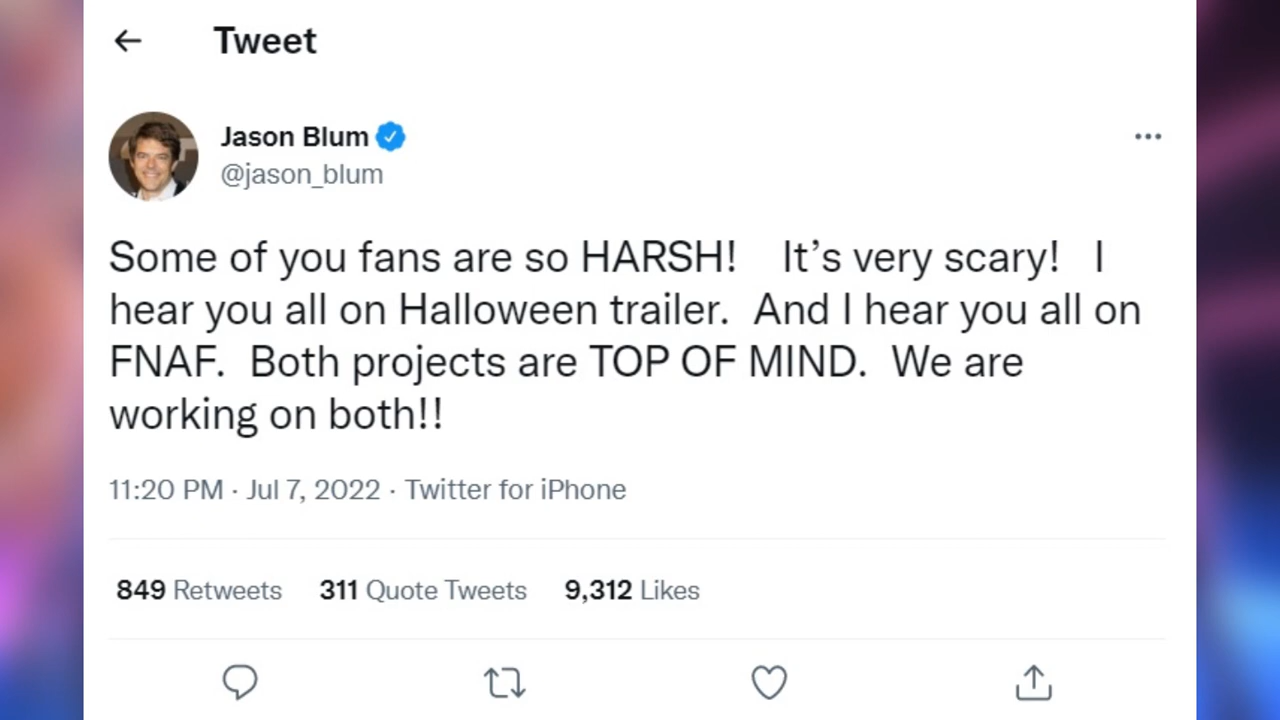 Tweet
Jason Blum
@jason_blum
Some of you fans are so HARSH!    It’s very scary!   I
hear you all on Halloween trailer.  And I hear you all on
FNAF.  Both projects are TOP OF MIND.  We are
working on both!!
11:20 PM · Jul 7, 2022 · Twitter for iPhone
849 Retweets 311 Quote Tweets 9,312 Likes